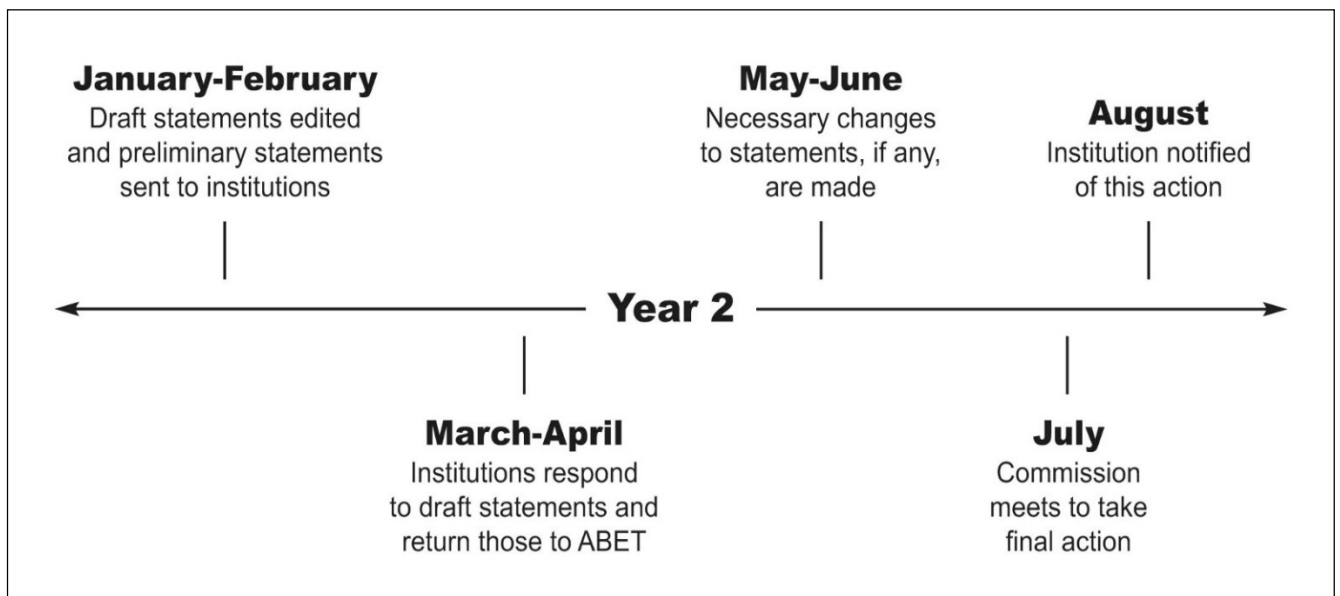 January-February
Draft statements edited
and preliminary statements
sent to institutions
May-June
Necessary changes
to statements, if any,
are made
August
Institution notified
of this action
Year 2
March-April
Institutions respond
to draft statements and
return those to ABET
July
Commission
meets to take
final action